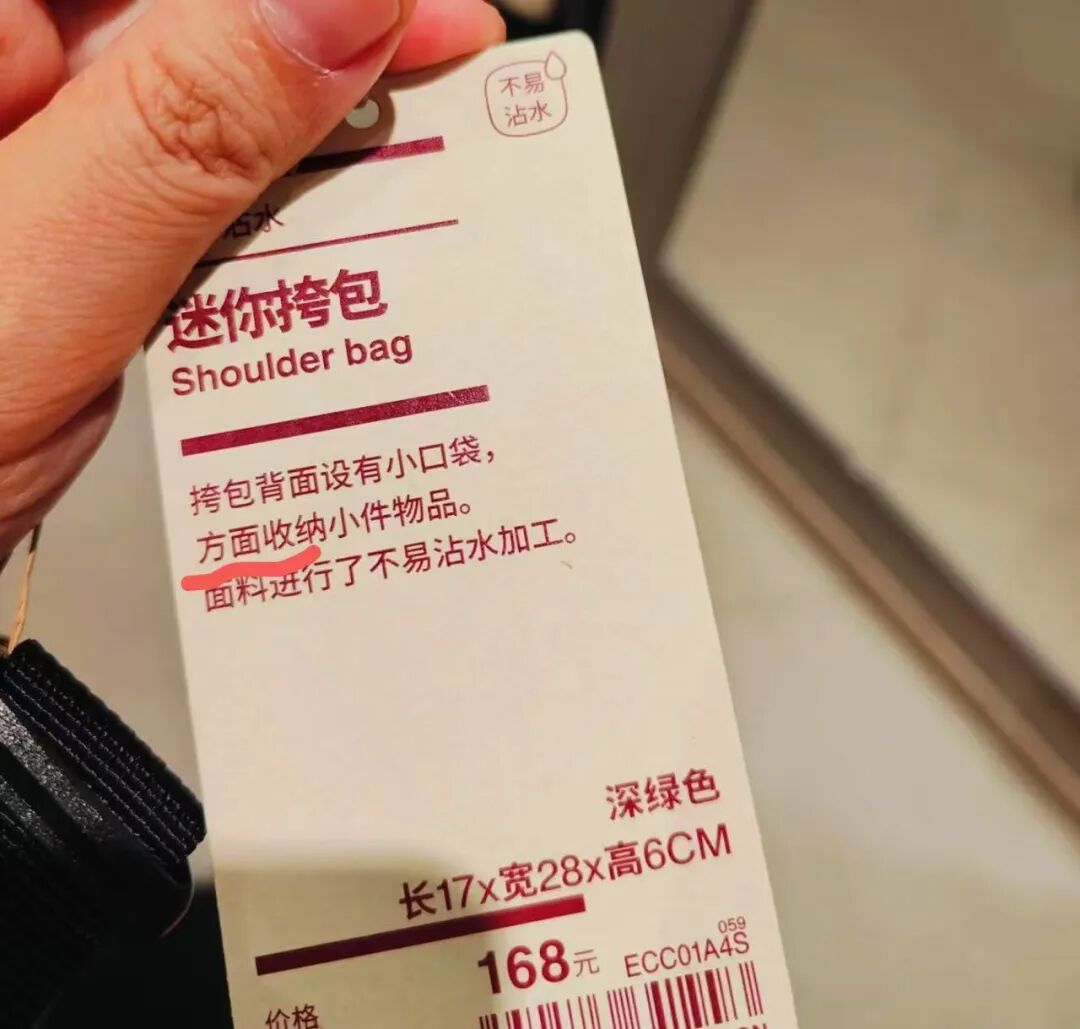 不易
沾水
沾水
迷你挎包
Shoulder bag
挎包背面设有小口袋，
方面收纳小件物品。
面料进行了不易沾水加工。
深绿色
长17x宽28x高6CM
168元
059
ECC01A4S
价格